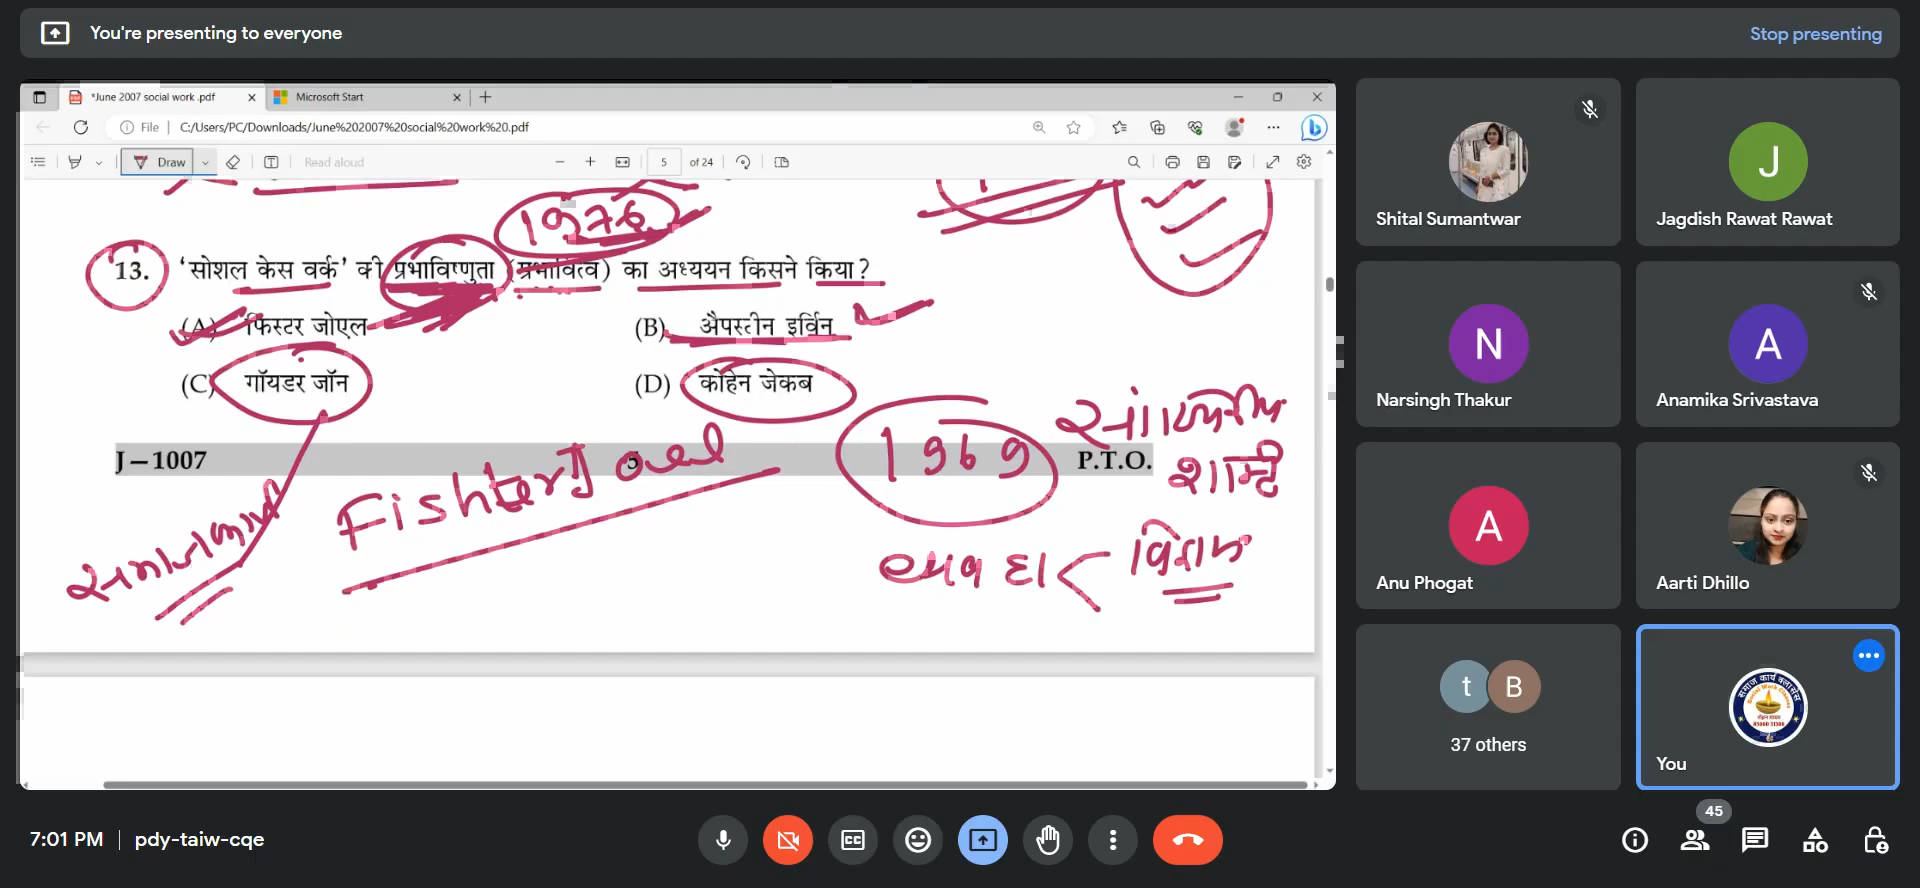 You're presenting to everyone
Stop presenting
*June 2007 social work .pdf
Microsoft Start
File
C:/Users/PC/Downloads/June%202007%20social%20work%20.pdf
Draw
Read aloud
5
of 24
1976
13. 'सोशल केस वर्क' की प्रभाविष्णुता (प्रभावित्व) का अध्ययन किसने किया?
(A) फिस्टर जोएल
(B) अैपस्टीन इर्विन
(C) गॉयडर जॉन
(D) कोहेन जेकब
J–1007
5
P.T.O.
1969
Fishter Joel
Shital Sumantwar
J
Jagdish Rawat Rawat
N
Narsingh Thakur
A
Anamika Srivastava
A
Anu Phogat
Aarti Dhillo
t
B
37 others
समाज कार्य क्लासेस
You
7:01 PM
pdy-taiw-cqe
CC
45